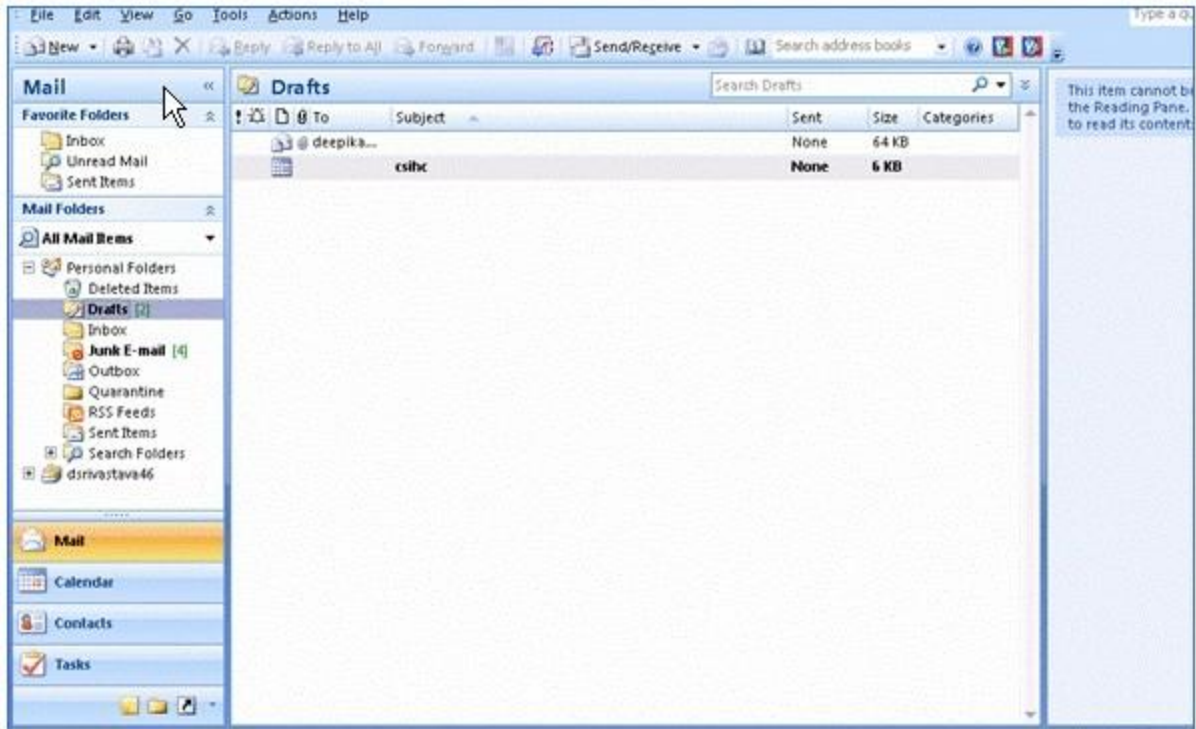 File Edit View Go Tools Actions Help
New Reply Reply to All Forward Send/Receive Search address books
Mail
Favorite Folders
Inbox
Unread Mail
Sent Items
Mail Folders
All Mail Items
Personal Folders
Deleted Items
Drafts [2]
Inbox
Junk E-mail [4]
Outbox
Quarantine
RSS Feeds
Sent Items
Search Folders
dsrivastava46
Mail
Calendar
Contacts
Tasks
Drafts Search Drafts
! To Subject Sent Size Categories
deepika... None 64 KB
csihc None 6 KB
Type a q
This item cannot be
the Reading Pane.
to read its content